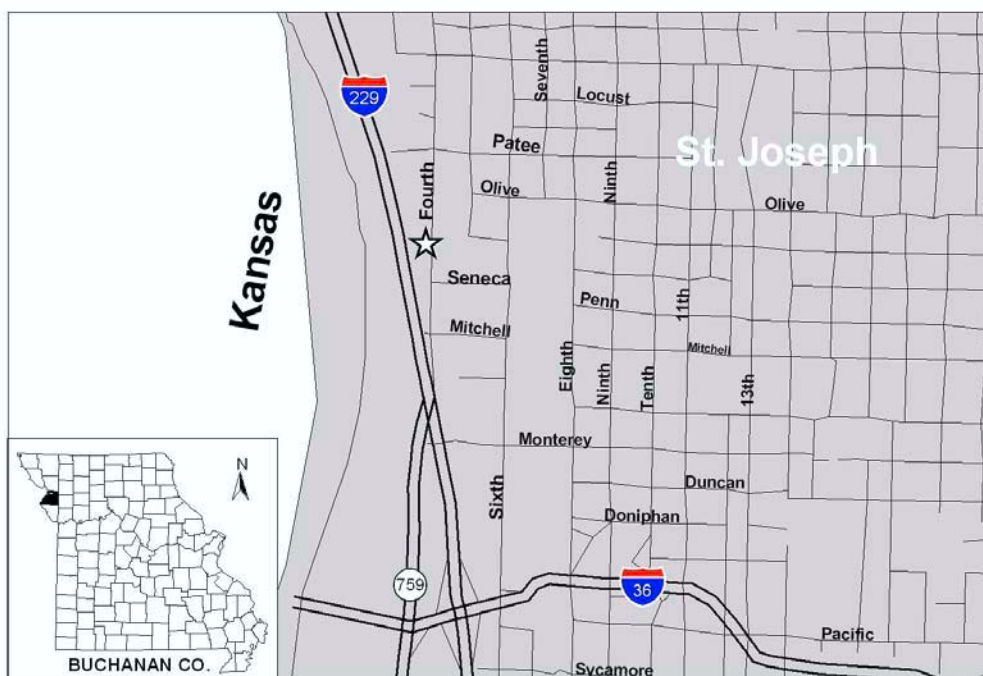 Seventh
229
Locust
Patee
St. Joseph
Fourth
Olive
Ninth
Olive
Kansas
Seneca
Penn
11th
Mitchell
Mitchell
Eighth
Ninth
Tenth
13th
Monterey
Sixth
Duncan
Doniphan
N
759
36
Pacific
BUCHANAN CO.
Sycamore